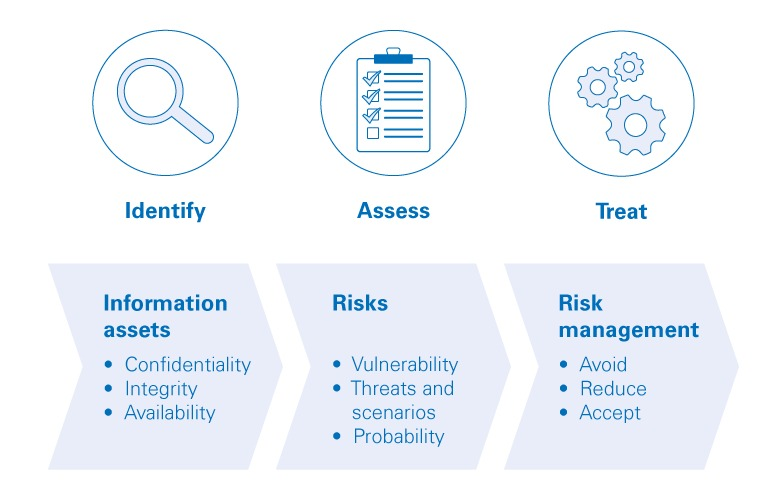 Identify
Assess
Treat
Information
assets
• Confidentiality
• Integrity
• Availability
Risks
• Vulnerability
• Threats and
scenarios
• Probability
Risk
management
• Avoid
• Reduce
• Accept